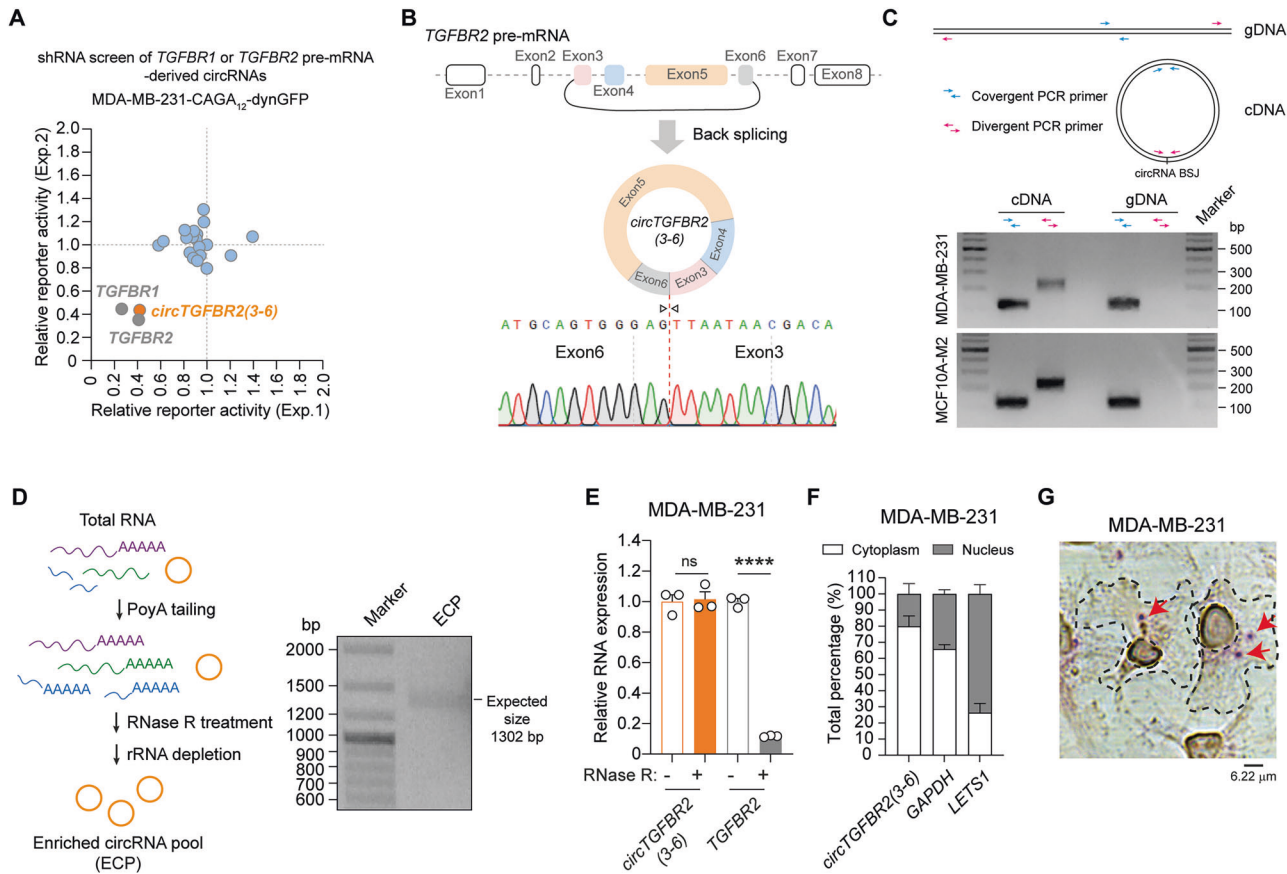 A
shRNA screen of TGFBR1 or TGFBR2 pre-mRNA
-derived circRNAs
MDA-MB-231-CAGA12-dynGFP
Relative reporter activity (Exp.2)
2.0
1.8
1.6
1.4
1.2
1.0
0.8
0.6
0.4
0.2
0
TGFBR1
circTGFBR2(3-6)
TGFBR2
0 0.2 0.4 0.6 0.8 1.0 1.2 1.4 1.6 1.8 2.0
Relative reporter activity (Exp.1)
B
TGFBR2 pre-mRNA
Exon1
Exon2
Exon3
Exon4
Exon5
Exon6
Exon7
Exon8
Back splicing
Exon5
circTGFBR2
(3-6)
Exon4
Exon3
Exon6
ATGCAGTGGGAGTTAATAACGACA
Exon6 Exon3
C
gDNA
Covergent PCR primer
Divergent PCR primer
cDNA
circRNA BSJ
cDNA gDNA Marker
bp
MDA-MB-231
500
300
200
100
MCF10A-M2
500
300
200
100
D
Total RNA
AAAAA
PoyA tailing
AAAAA
AAAAA
AAAAA
AAAAA
RNase R treatment
rRNA depletion
Enriched circRNA pool
(ECP)
bp Marker ECP
2000
1500
1200
1000
900
800
700
600
Expected
size
1302 bp
E
MDA-MB-231
Relative RNA expression
1.4
1.2
1.0
0.8
0.6
0.4
0.2
0
ns ****
RNase R: - + - +
circTGFBR2
(3-6)
TGFBR2
F
MDA-MB-231
Cytoplasm Nucleus
Total percentage (%)
110
100
90
80
70
60
50
40
30
20
10
0
circTGFBR2(3-6)
GAPDH
LETS1
G
MDA-MB-231
6.22 µm